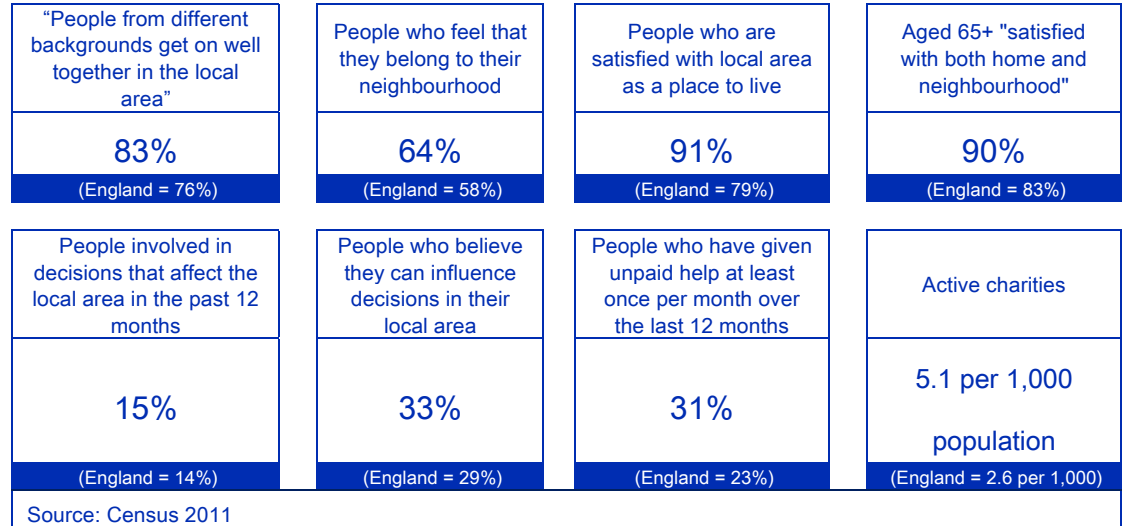 “People from different
backgrounds get on well
together in the local
area”
83%
(England = 76%)
People who feel that
they belong to their
neighbourhood
64%
(England = 58%)
People who are
satisfied with local area
as a place to live
91%
(England = 79%)
Aged 65+ "satisfied
with both home and
neighbourhood"
90%
(England = 83%)
People involved in
decisions that affect the
local area in the past 12
months
15%
(England = 14%)
People who believe
they can influence
decisions in their
local area
33%
(England = 29%)
People who have given
unpaid help at least
once per month over
the last 12 months
31%
(England = 23%)
Active charities
5.1 per 1,000
population
(England = 2.6 per 1,000)
Source: Census 2011